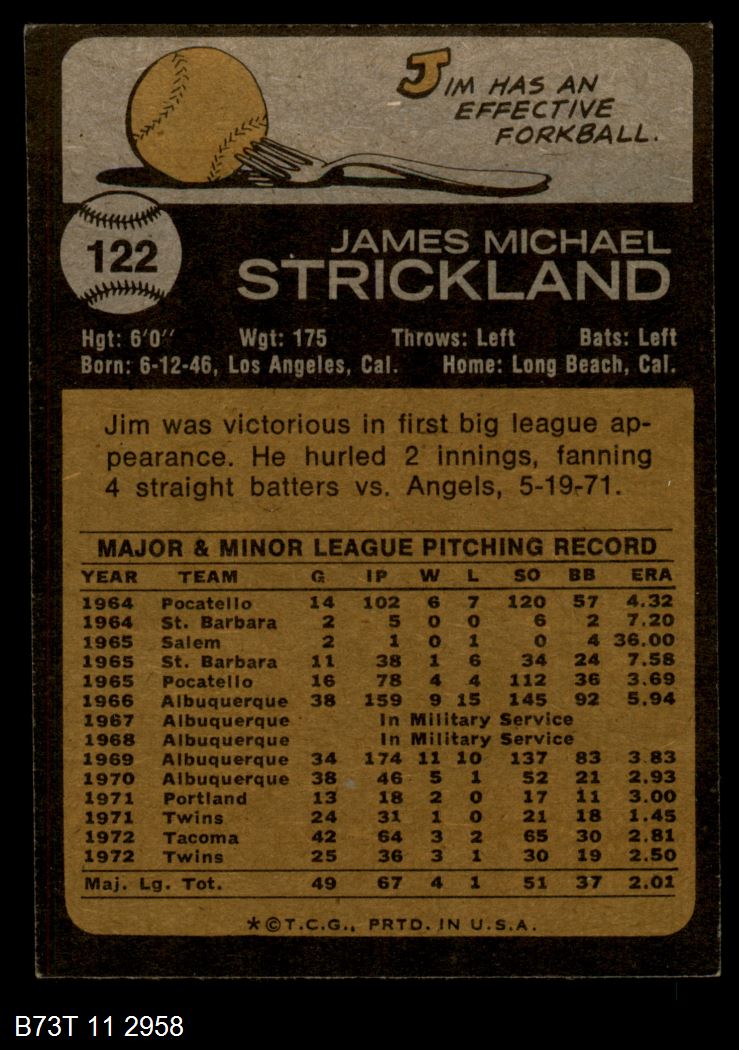 JIM HAS AN
EFFECTIVE
FORKBALL.
122
JAMES MICHAEL
STRICKLAND
Hgt: 6'0'' Wgt: 175 Throws: Left Bats: Left
Born: 6-12-46, Los Angeles, Cal. Home: Long Beach, Cal.
Jim was victorious in first big league ap-
pearance. He hurled 2 innings, fanning
4 straight batters vs. Angels, 5-19-71.
MAJOR & MINOR LEAGUE PITCHING RECORD
YEAR TEAM G IP W L SO BB ERA
1964 Pocatello 14 102 6 7 120 57 4.32
1964 St. Barbara 2 5 0 0 6 2 7.20
1965 Salem 2 1 0 1 0 4 36.00
1965 St. Barbara 11 38 1 6 34 24 7.58
1965 Pocatello 16 78 4 4 112 36 3.69
1966 Albuquerque 38 159 9 15 145 92 5.94
1967 Albuquerque In Military Service
1968 Albuquerque In Military Service
1969 Albuquerque 34 174 11 10 137 83 3.83
1970 Albuquerque 38 46 5 1 52 21 2.93
1971 Portland 13 18 2 0 17 11 3.00
1971 Twins 24 31 1 0 21 18 1.45
1972 Tacoma 42 64 3 2 65 30 2.81
1972 Twins 25 36 3 1 30 19 2.50
Maj. Lg. Tot. 49 67 4 1 51 37 2.01
*©T.C.G., PRTD. IN U.S.A.
B73T 11 2958